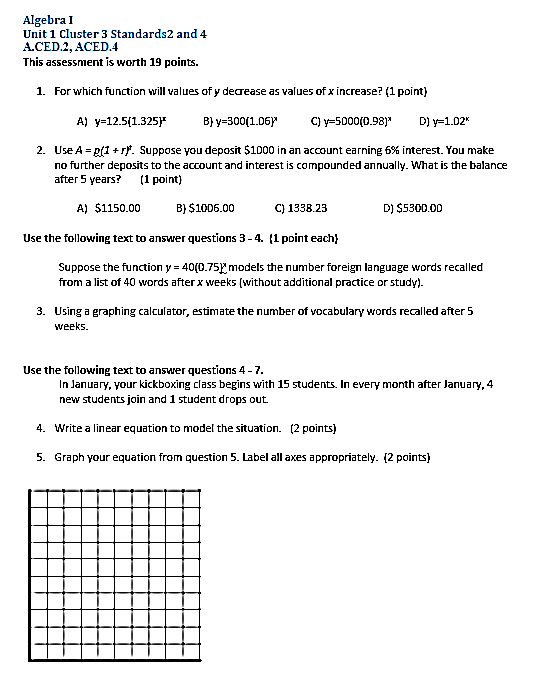 Algebra I
Unit 1 Cluster 3 Standards2 and 4
A.CED.2, ACED.4
This assessment is worth 19 points.
1. For which function will values of y decrease as values of x increase? (1 point)
A) y=12.5(1.325)ˣ B) y=300(1.06)ˣ C) y=5000(0.98)ˣ D) y=1.02ˣ
2. Use A = p(1 + r)ᵗ. Suppose you deposit $1000 in an account earning 6% interest. You make
no further deposits to the account and interest is compounded annually. What is the balance
after 5 years? (1 point)
A) $1150.00 B) $1006.00 C) 1338.23 D) $5300.00
Use the following text to answer questions 3 - 4. (1 point each)
Suppose the function y = 40(0.75)ˣ models the number foreign language words recalled
from a list of 40 words after x weeks (without additional practice or study).
3. Using a graphing calculator, estimate the number of vocabulary words recalled after 5
weeks.
Use the following text to answer questions 4 - 7.
In January, your kickboxing class begins with 15 students. In every month after January, 4
new students join and 1 student drops out.
4. Write a linear equation to model the situation. (2 points)
5. Graph your equation from question 5. Label all axes appropriately. (2 points)